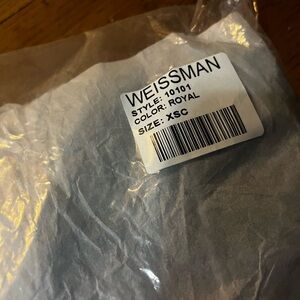 WEISSMAN
STYLE: 10101
COLOR: ROYAL
SIZE: XSC